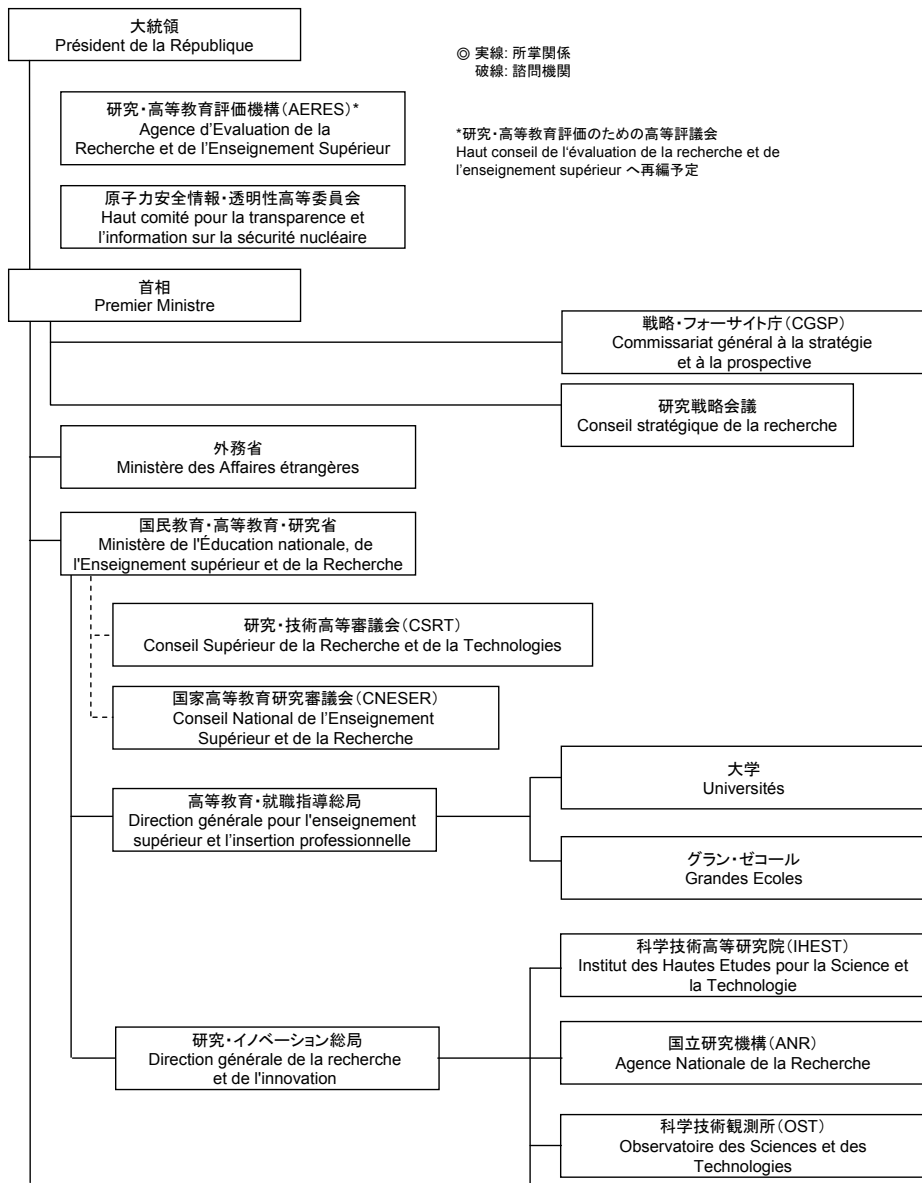 大統領
Président de la République
◎ 実線: 所掌関係
破線: 諮問機関
研究・高等教育評価機構(AERES)*
Agence d'Evaluation de la
Recherche et de l'Enseignement Supérieur
*研究・高等教育評価のための高等評議会
Haut conseil de l'évaluation de la recherche et de
l'enseignement supérieur へ再編予定
原子力安全情報・透明性高等委員会
Haut comité pour la transparence et
l'information sur la sécurité nucléaire
首相
Premier Ministre
戦略・フォーサイト庁(CGSP)
Commissariat général à la stratégie
et à la prospective
研究戦略会議
Conseil stratégique de la recherche
外務省
Ministère des Affaires étrangères
国民教育・高等教育・研究省
Ministère de l'Éducation nationale, de
l'Enseignement supérieur et de la Recherche
研究・技術高等審議会(CSRT)
Conseil Supérieur de la Recherche et de la Technologies
国家高等教育研究審議会(CNESER)
Conseil National de l'Enseignement
Supérieur et de la Recherche
大学
Universités
高等教育・就職指導総局
Direction générale pour l'enseignement
supérieur et l'insertion professionnelle
グラン・ゼコール
Grandes Ecoles
科学技術高等研究院(IHEST)
Institut des Hautes Etudes pour la Science et
la Technologie
研究・イノベーション総局
Direction générale de la recherche
et de l'innovation
国立研究機構(ANR)
Agence Nationale de la Recherche
科学技術観測所(OST)
Observatoire des Sciences et des
Technologies